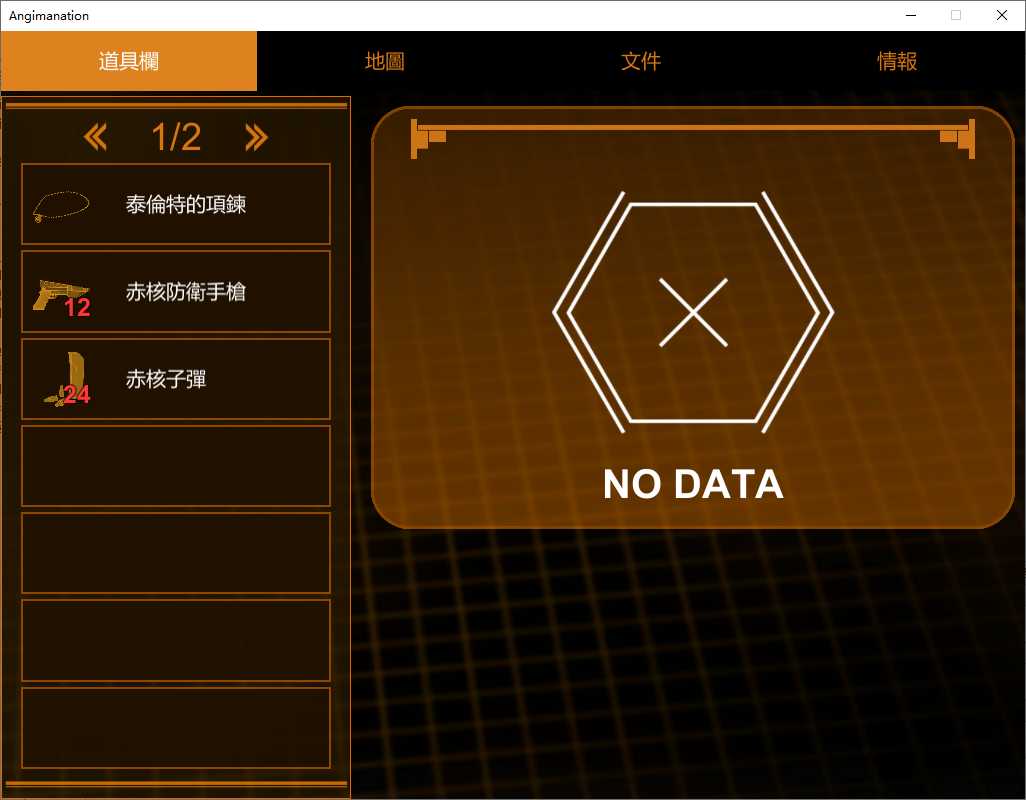 Angimanation
道具欄
地圖
文件
情報
1/2
泰倫特的項鍊
赤核防衛手槍
12
赤核子彈
24
NO DATA